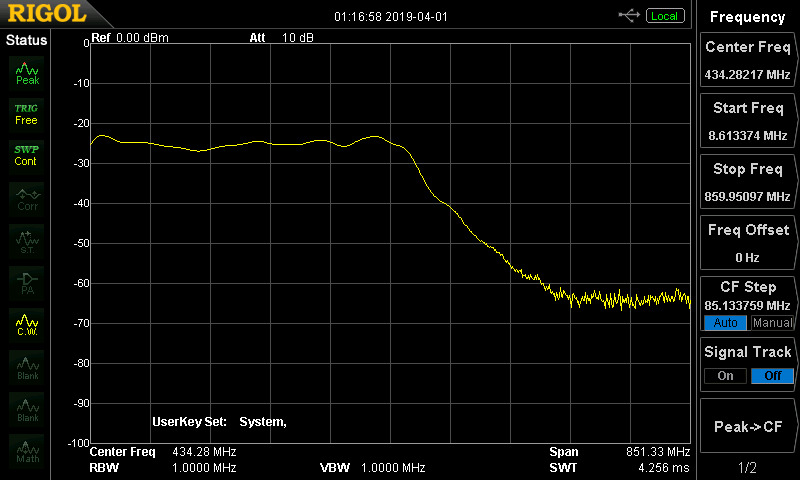 RIGOL
01:16:58 2019-04-01
Local
Status
Peak
TRIG
Free
SWP
Cont
Corr
S.T.
PA
C.W.
Blank
Blank
Math
Ref 0.00 dBm
Att 10 dB
0
-10
-20
-30
-40
-50
-60
-70
-80
-90
-100
UserKey Set: System,
Center Freq 434.28 MHz
Span 851.33 MHz
RBW 1.0000 MHz
VBW 1.0000 MHz
SWT 4.256 ms
Frequency
Center Freq
434.28217 MHz
Start Freq
8.613374 MHz
Stop Freq
859.95097 MHz
Freq Offset
0 Hz
CF Step
85.133759 MHz
Auto Manual
Signal Track
On Off
Peak->CF
1/2